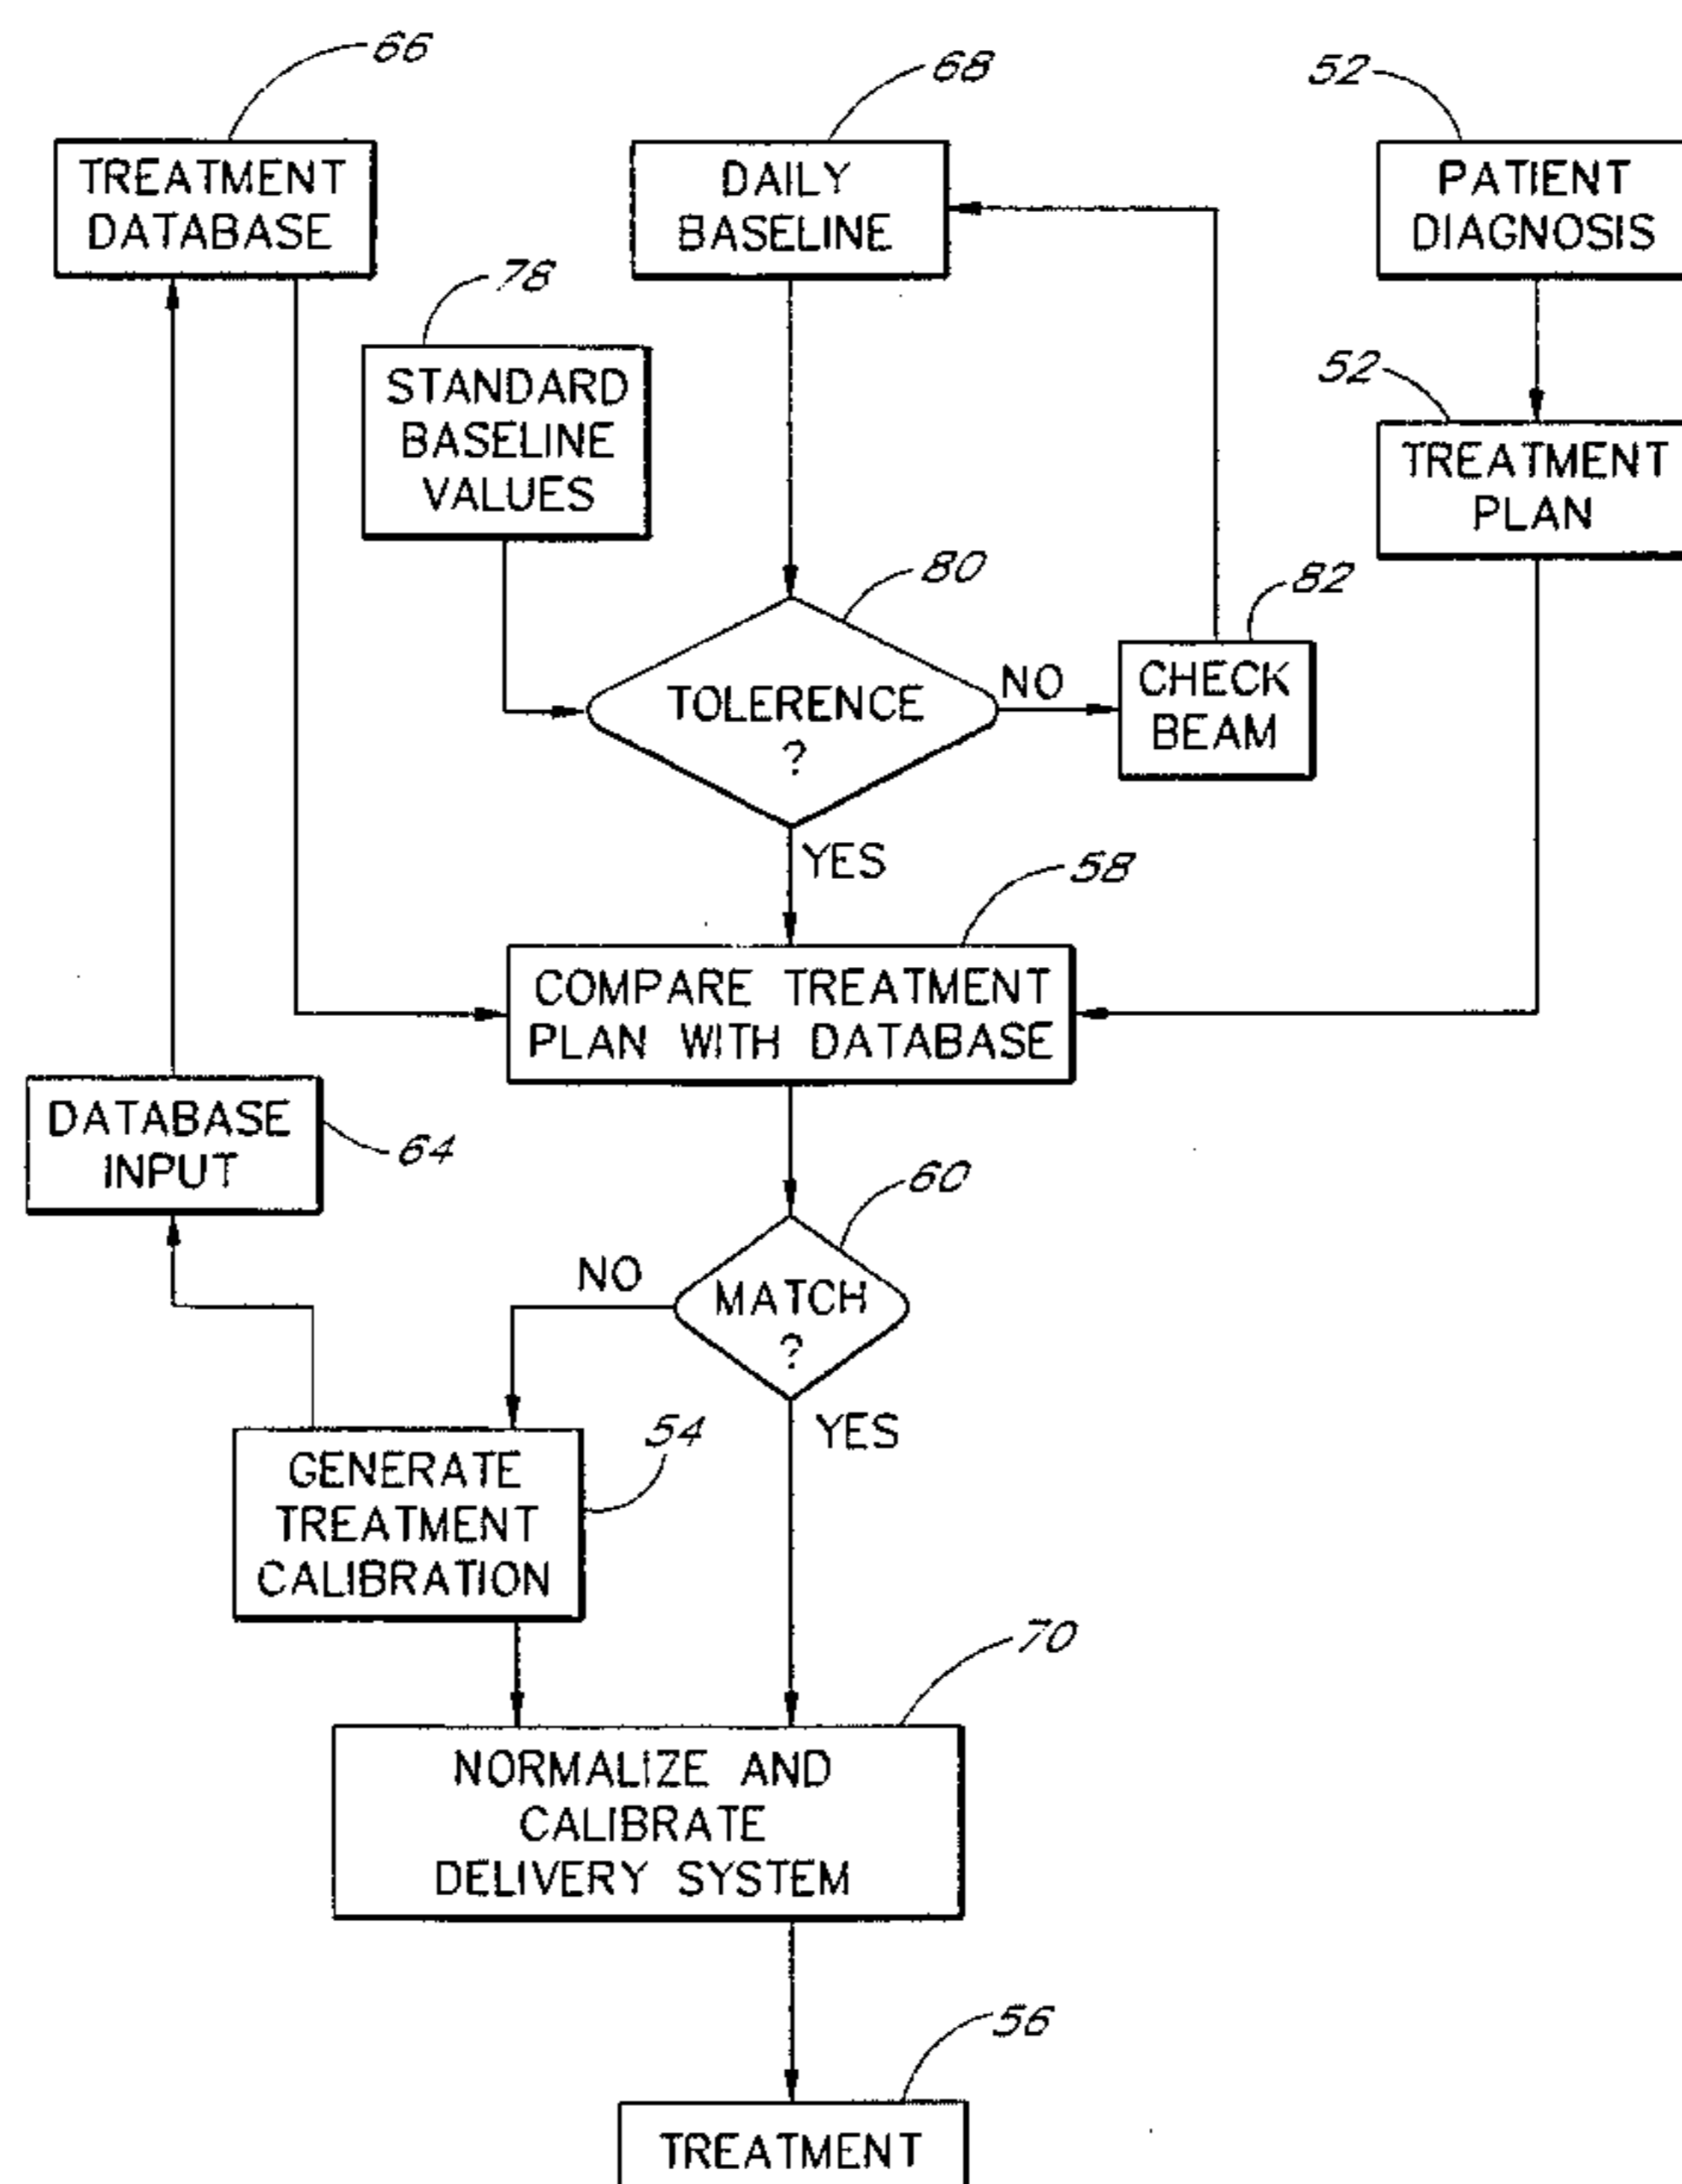 66
68
52
TREATMENT
DATABASE
DAILY
BASELINE
PATIENT
DIAGNOSIS
78
STANDARD
BASELINE
VALUES
52
TREATMENT
PLAN
80
82
TOLERENCE
?
NO
CHECK
BEAM
YES
58
COMPARE TREATMENT
PLAN WITH DATABASE
DATABASE
INPUT
64
60
MATCH
?
NO
YES
54
GENERATE
TREATMENT
CALIBRATION
70
NORMALIZE AND
CALIBRATE
DELIVERY SYSTEM
56
TREATMENT